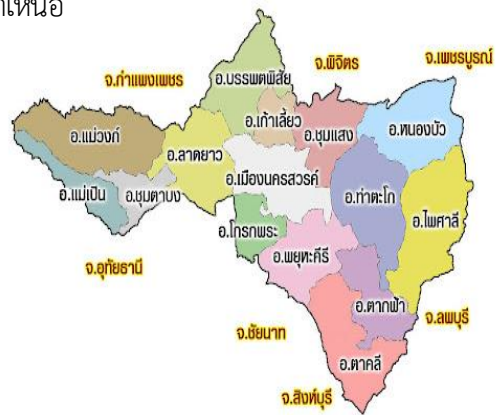 จ.กำแพงเพชร
อ.บรรพตพิสัย
จ.พิจิตร
จ.เพชรบูรณ์
อ.แม่วงก์
อ.ลาดยาว
อ.เก้าเลี้ยว
อ.ชุมแสง
อ.หนองบัว
อ.แม่เปิน
อ.ชุมตาบง
อ.เมืองนครสวรรค์
อ.ท่าตะโก
อ.ไพศาลี
อ.โกรกพระ
อ.พยุหะคีรี
จ.อุทัยธานี
อ.ตากฟ้า
จ.ลพบุรี
จ.ชัยนาท
อ.ตาคลี
จ.สิงห์บุรี